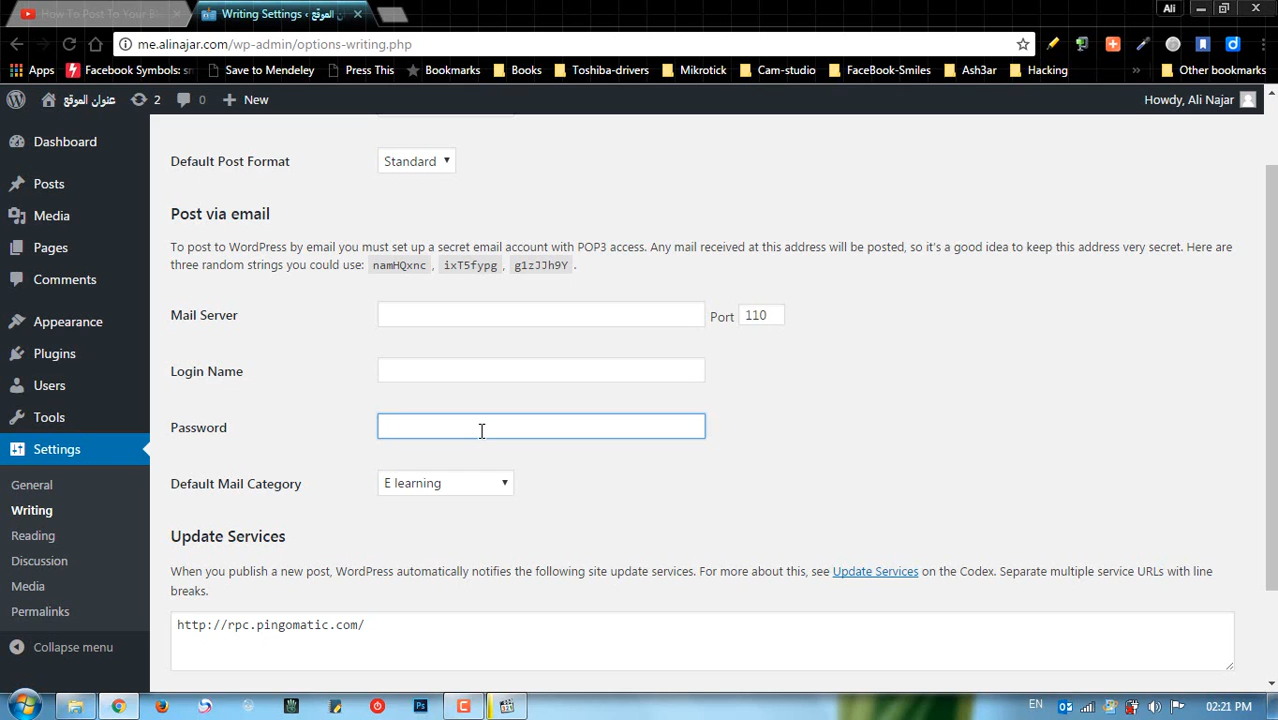 How To Post To Your B
Writing Settings ‹ ن الموقع
Ali
me.alinajar.com/wp-admin/options-writing.php
Apps Facebook Symbols: sm Save to Mendeley Press This Bookmarks Books Toshiba-drivers Mikrotick Cam-studio FaceBook-Smiles Ash3ar Hacking » Other bookmarks
عنوان الموقع 2 0 New Howdy, Ali Najar
Dashboard
Posts
Media
Pages
Comments
Appearance
Plugins
Users
Tools
Settings
General
Writing
Reading
Discussion
Media
Permalinks
Collapse menu
Default Post Format Standard
Post via email
To post to WordPress by email you must set up a secret email account with POP3 access. Any mail received at this address will be posted, so it's a good idea to keep this address very secret. Here are
three random strings you could use: namHQxnc , ixT5fypg , g1zJJh9Y .
Mail Server Port 110
Login Name
Password
Default Mail Category E learning
Update Services
When you publish a new post, WordPress automatically notifies the following site update services. For more about this, see Update Services on the Codex. Separate multiple service URLs with line
breaks.
http://rpc.pingomatic.com/
EN 02:21 PM